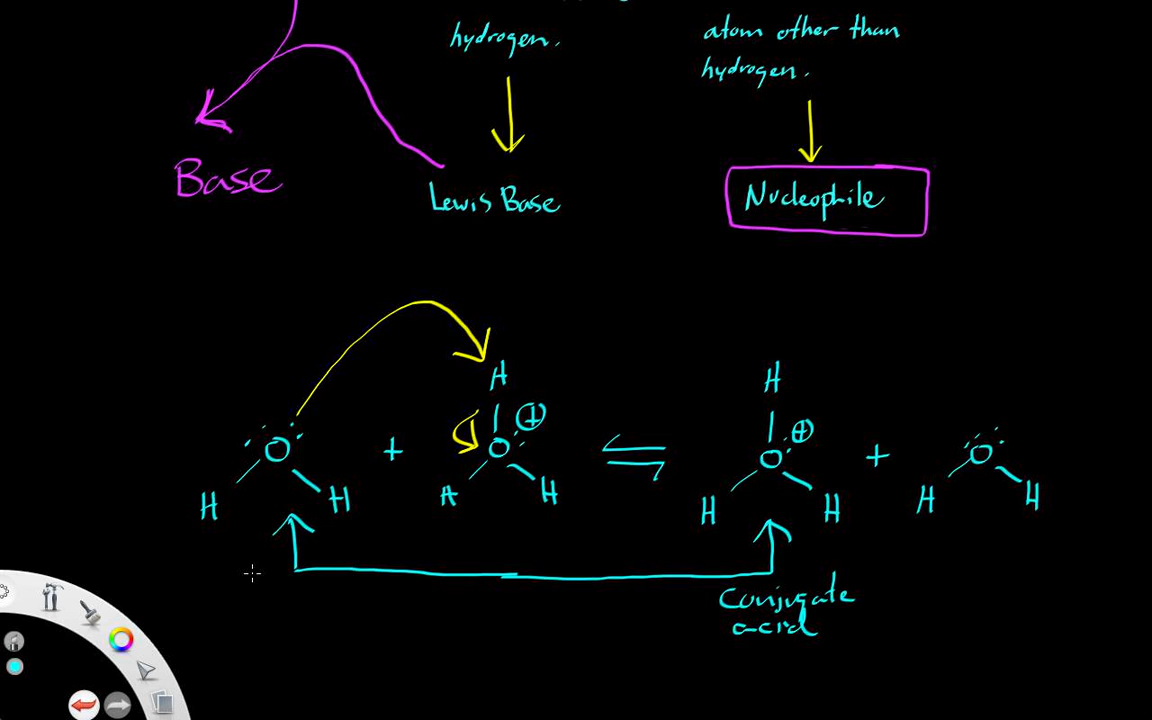 hydrogen.
atom other than
hydrogen.
Base
Lewis Base
Nucleophile
H H H
O + O + ⇌ O + + O
H H H H H H H H
Conjugate
acid